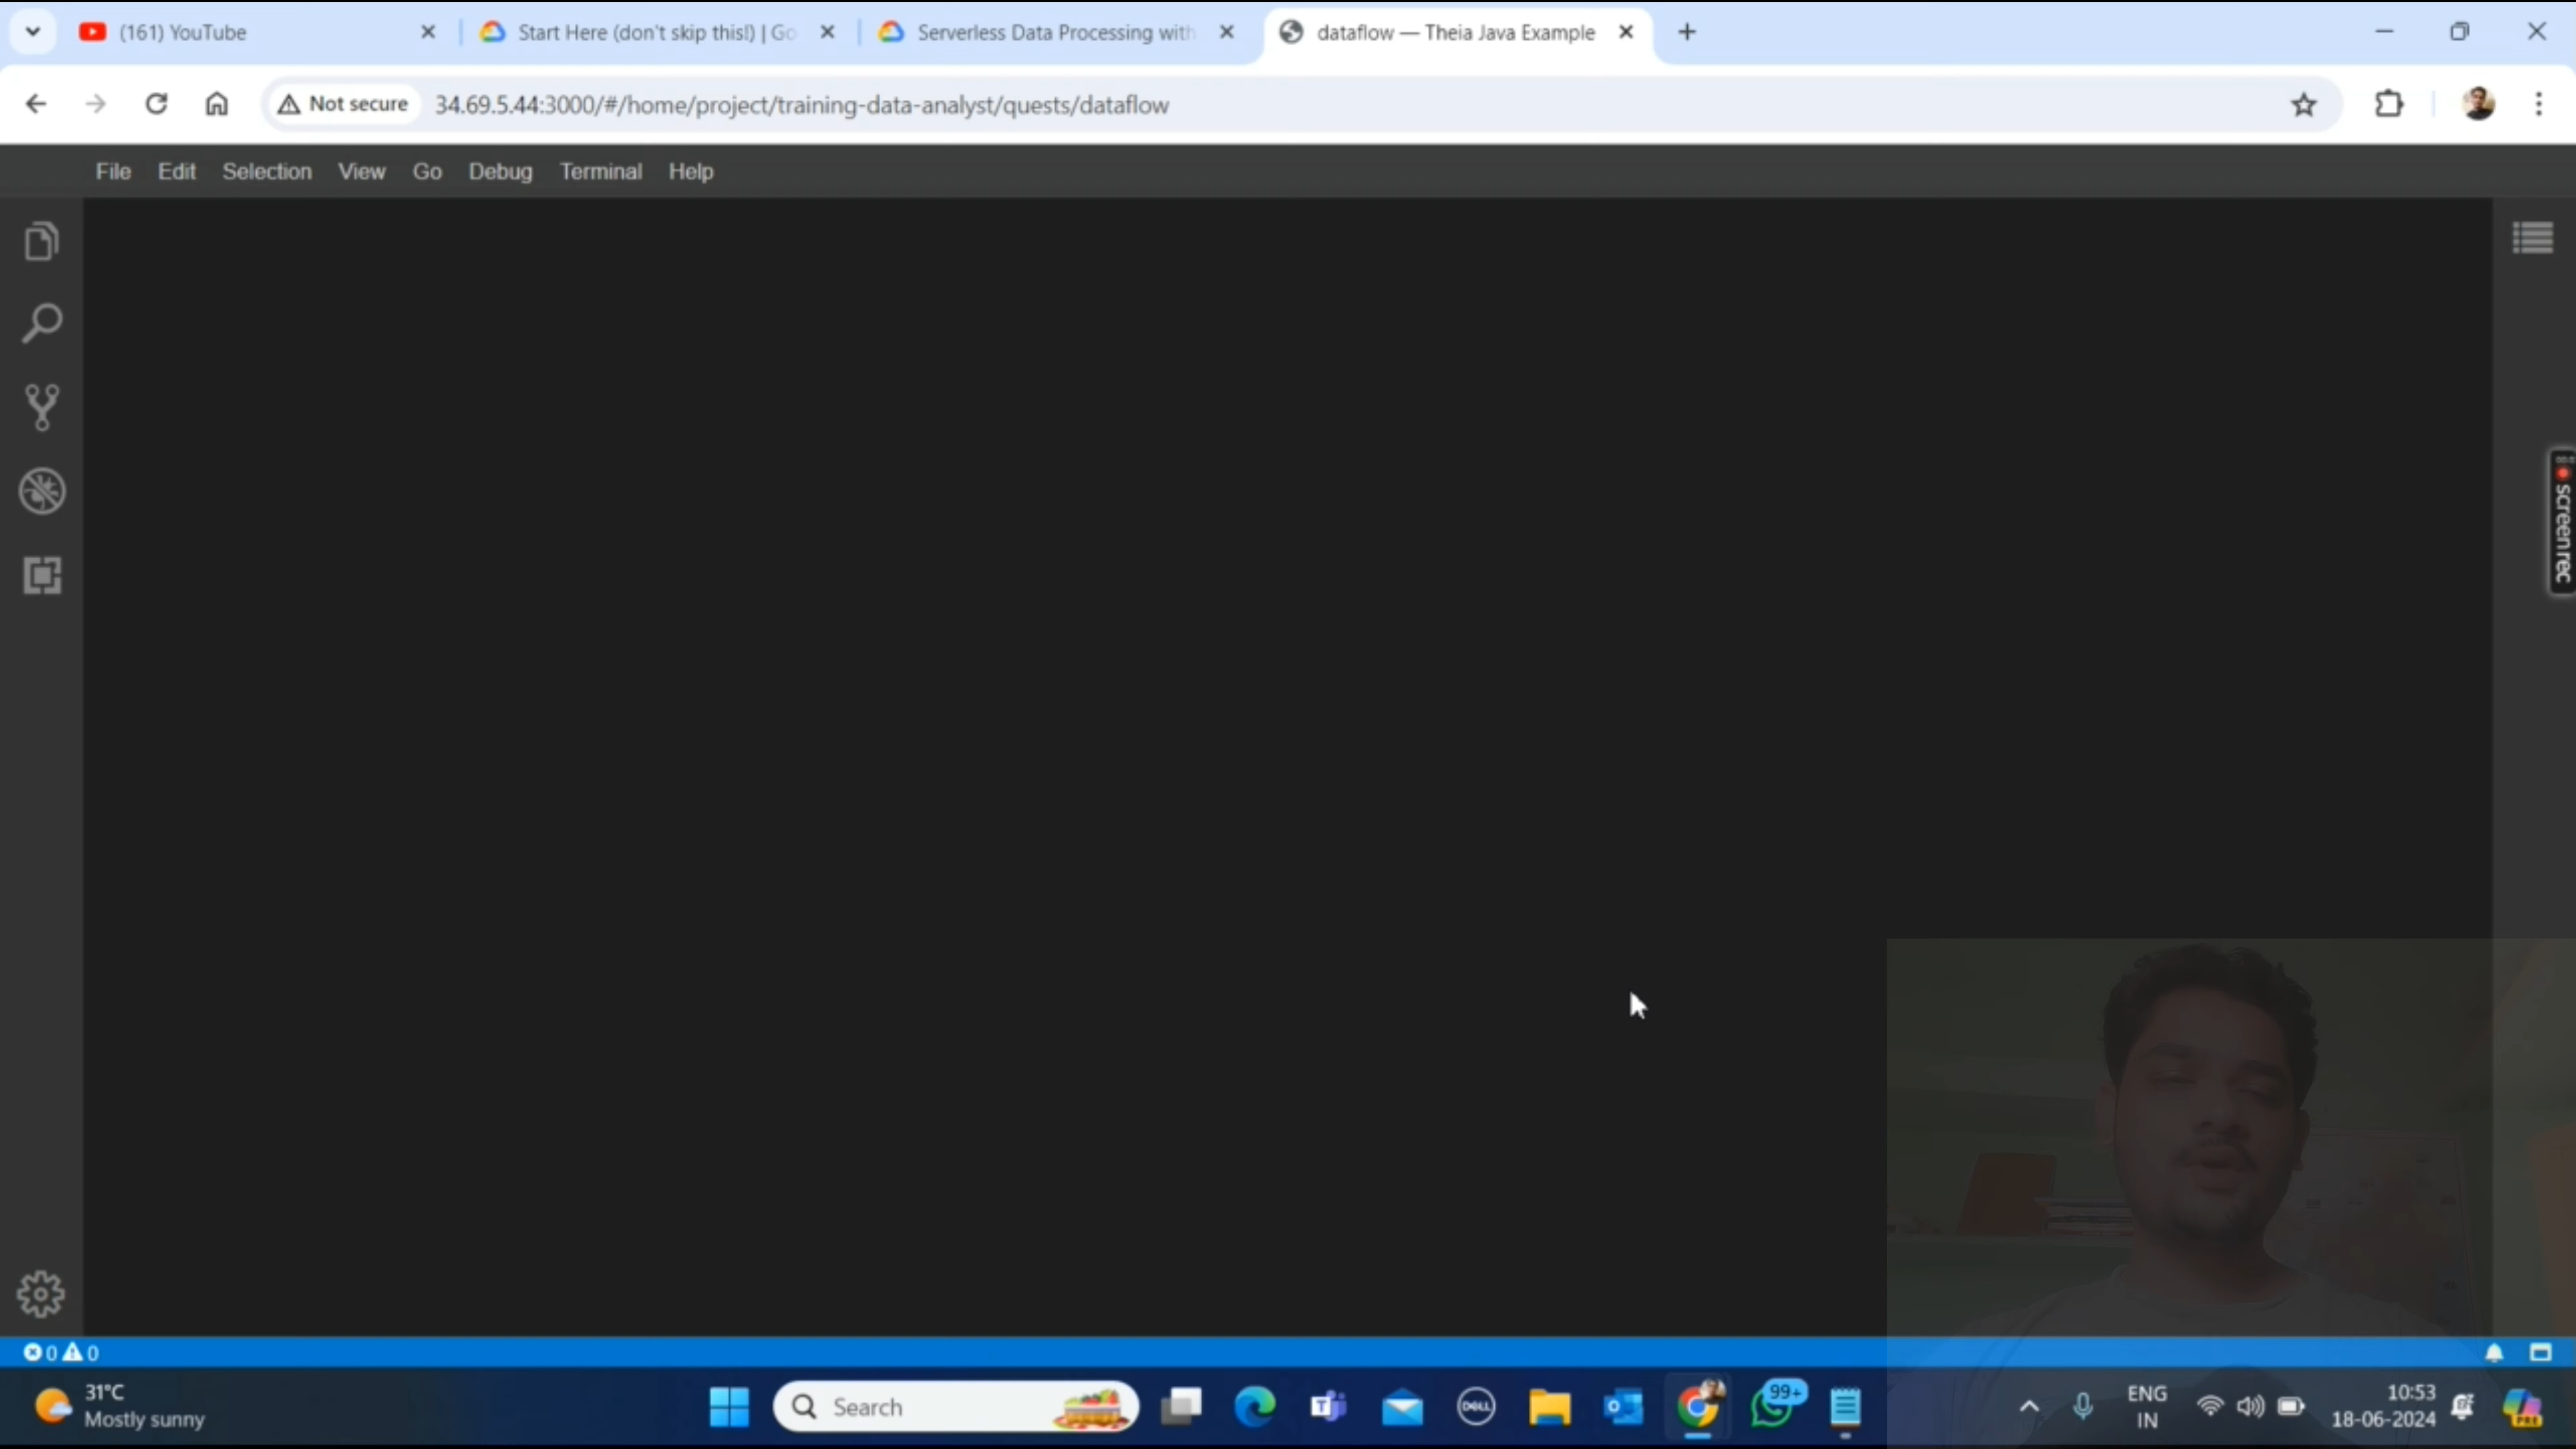 (161) YouTube
Start Here (don't skip this!) | Go
Serverless Data Processing with
dataflow — Theia Java Example
Not secure
34.69.5.44:3000/#/home/project/training-data-analyst/quests/dataflow
File Edit Selection View Go Debug Terminal Help
screenrec
0 0
31°C
Mostly sunny
Search
DELL
99+
ENG
IN
10:53
18-06-2024
PRE